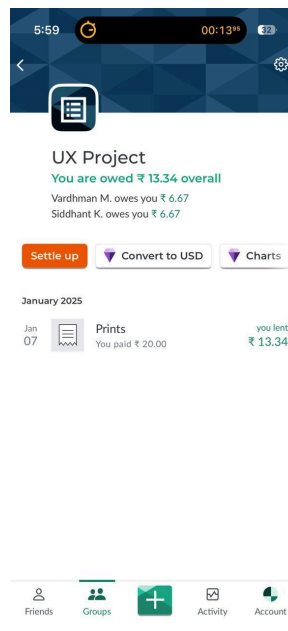 5:59
00:13⁹⁵
32
UX Project
You are owed ₹ 13.34 overall
Vardhman M. owes you ₹ 6.67
Siddhant K. owes you ₹ 6.67
Settle up
Convert to USD
Charts
January 2025
Jan
07
Prints
You paid ₹ 20.00
you lent
₹ 13.34
Friends
Groups
Activity
Account